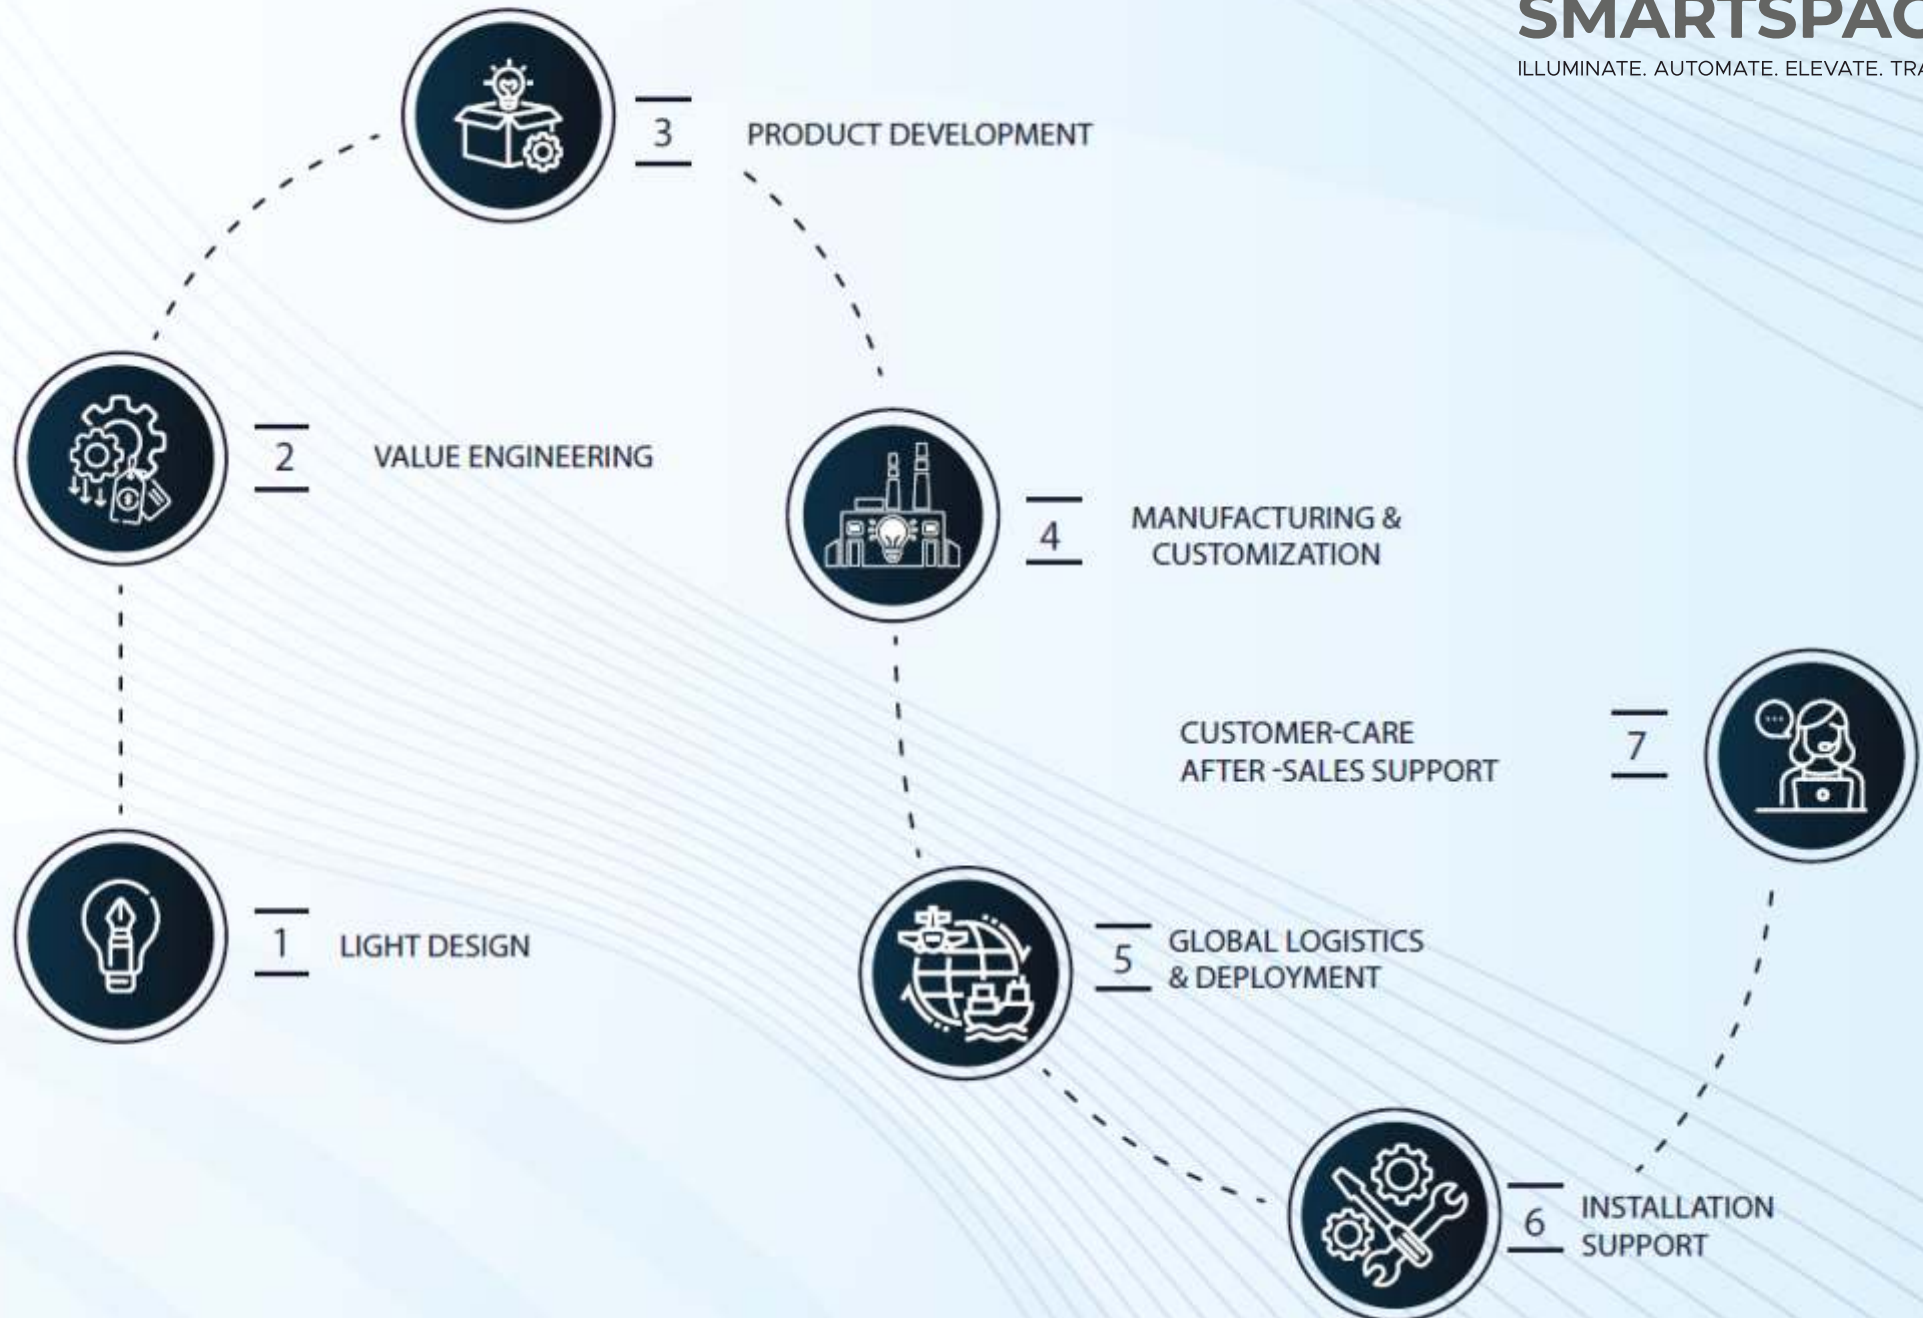 SMARTSPAC
ILLUMINATE. AUTOMATE. ELEVATE. TRA
3
PRODUCT DEVELOPMENT
2
VALUE ENGINEERING
4
MANUFACTURING &
CUSTOMIZATION
7
CUSTOMER-CARE
AFTER -SALES SUPPORT
1
LIGHT DESIGN
5
GLOBAL LOGISTICS
& DEPLOYMENT
6
INSTALLATION
SUPPORT